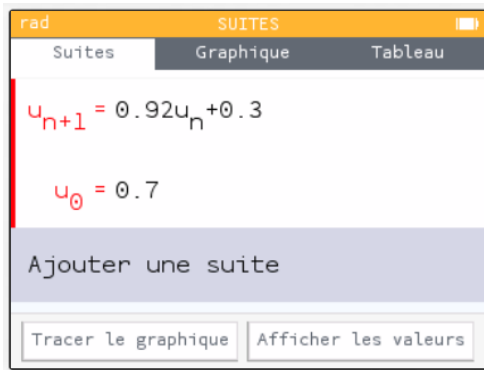 rad SUITES
Suites Graphique Tableau
uₙ₊₁ = 0.92uₙ+0.3
u₀ = 0.7
Ajouter une suite
Tracer le graphique Afficher les valeurs